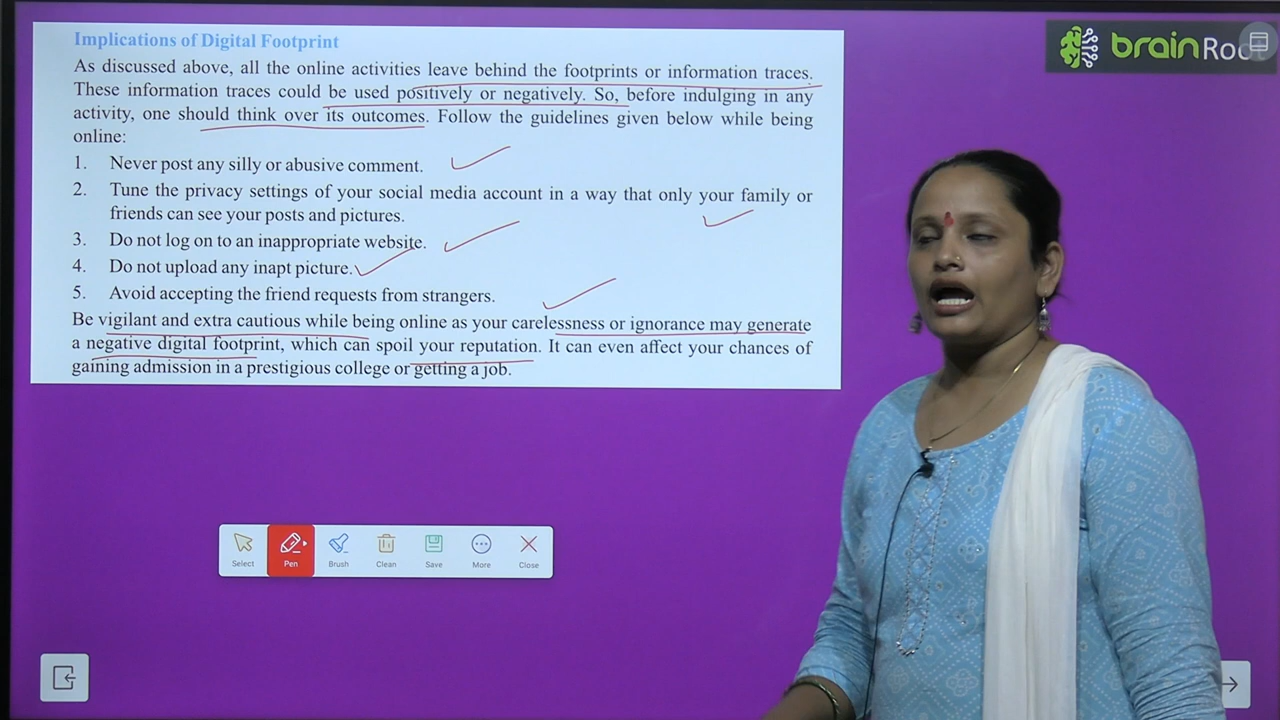 Implications of Digital Footprint
As discussed above, all the online activities leave behind the footprints or information traces.
These information traces could be used positively or negatively. So, before indulging in any
activity, one should think over its outcomes. Follow the guidelines given below while being
online:
1. Never post any silly or abusive comment.
2. Tune the privacy settings of your social media account in a way that only your family or
friends can see your posts and pictures.
3. Do not log on to an inappropriate website.
4. Do not upload any inapt picture.
5. Avoid accepting the friend requests from strangers.
Be vigilant and extra cautious while being online as your carelessness or ignorance may generate
a negative digital footprint, which can spoil your reputation. It can even affect your chances of
gaining admission in a prestigious college or getting a job.
brain Root
Select Pen Brush Clean Save More Close